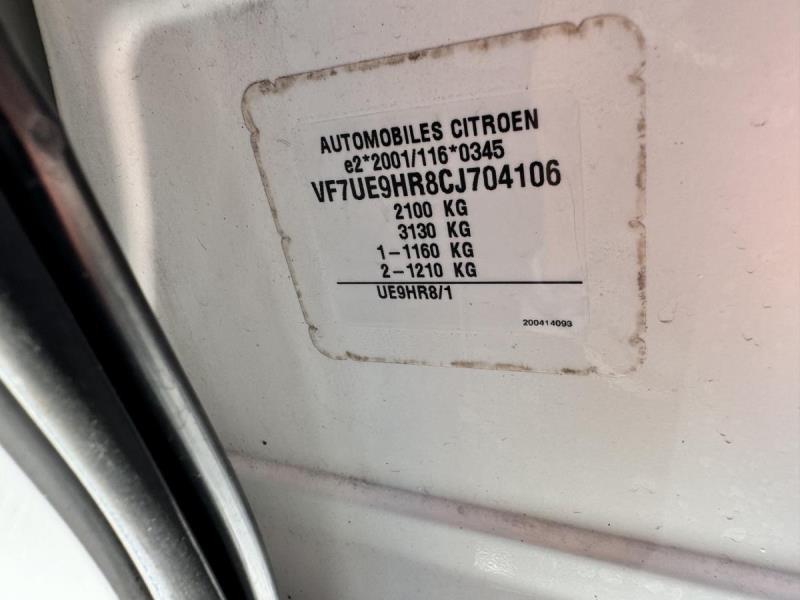 AUTOMOBILES CITROEN
e2*2001/116*0345
VF7UE9HR8CJ704106
2100 KG
3130 KG
1-1160 KG
2-1210 KG
UE9HR8/1
200414093